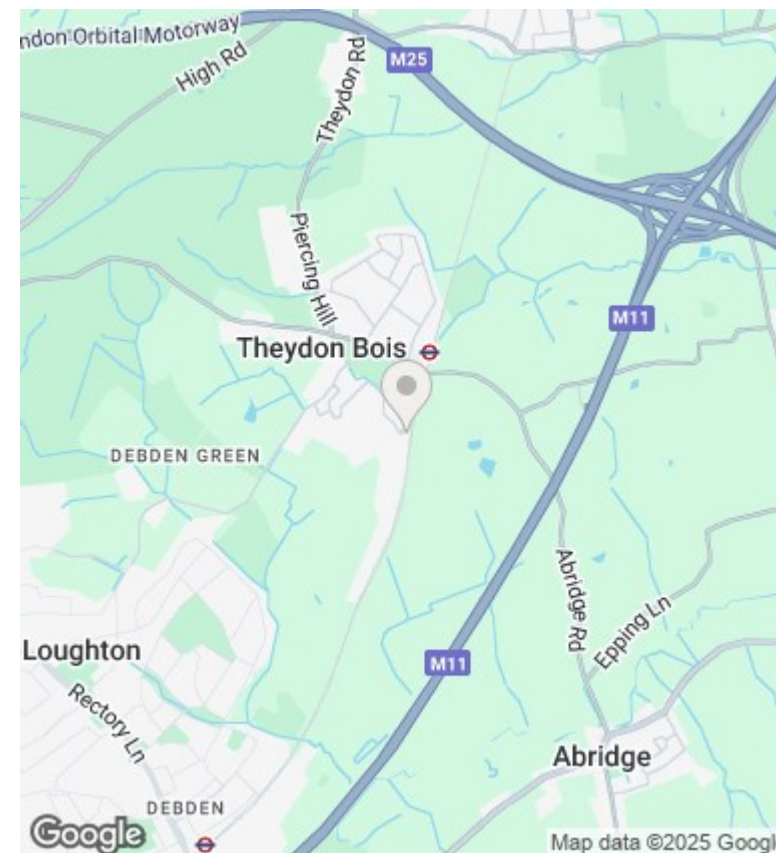 ndon Orbital Motorway
High Rd
Theydon Rd
M25
Piercing Hill
M11
Theydon Bois
DEBDEN GREEN
Abridge Rd
Epping Ln
Loughton
M11
Rectory Ln
Abridge
DEBDEN
Google
Map data ©2025 Googl